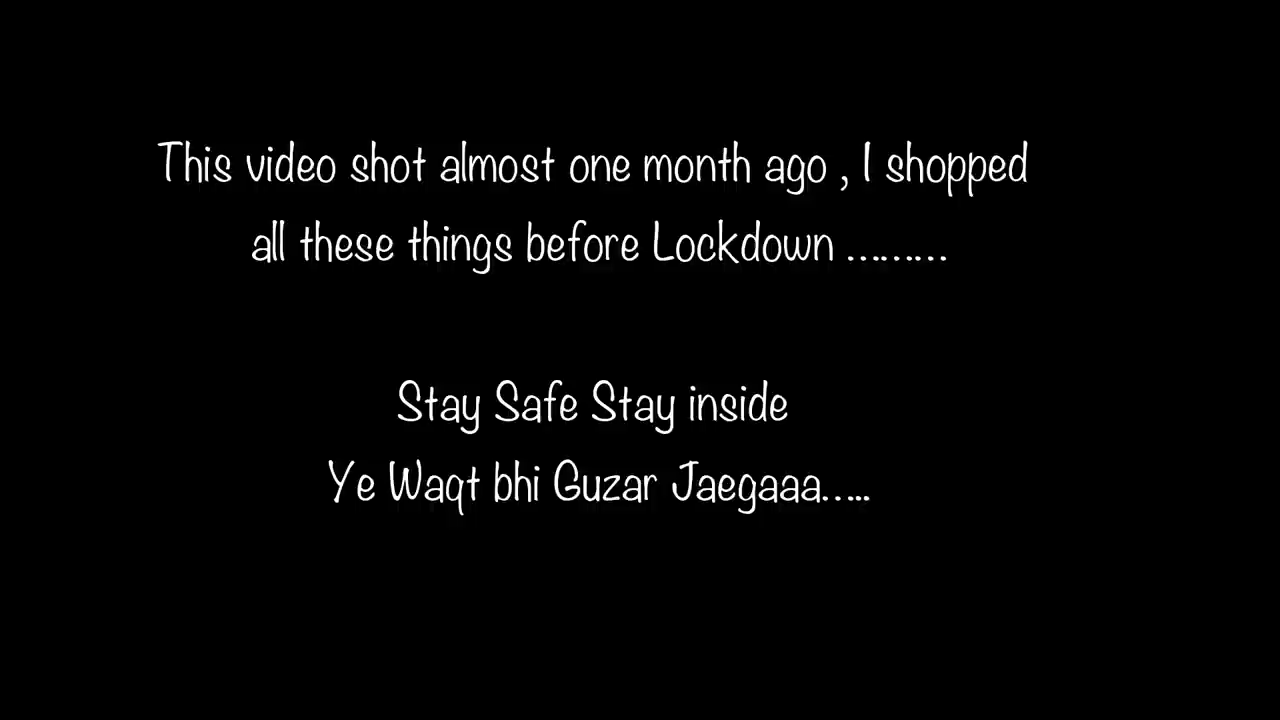 This video shot almost one month ago , I shopped
all these things before Lockdown .........
Stay Safe Stay inside
Ye Waqt bhi Guzar Jaegaaa.....